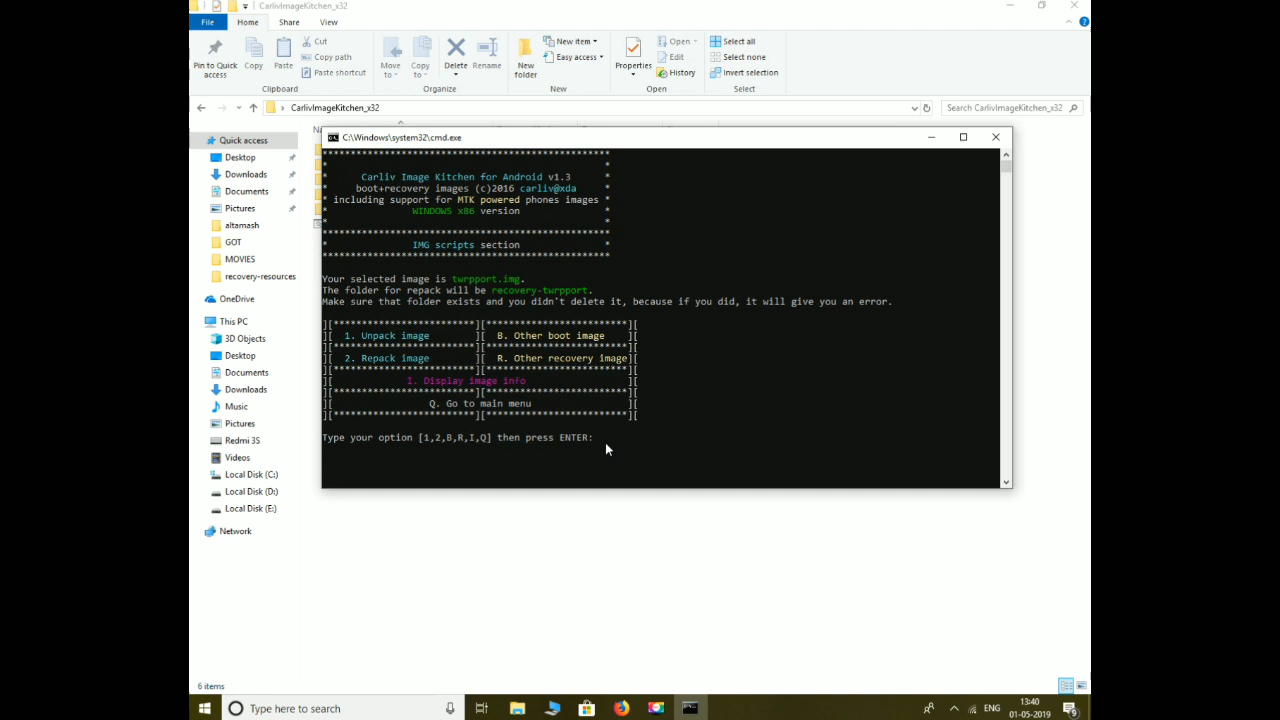 CarlivImageKitchen_x32
File Home Share View
Pin to Quick access
Copy
Paste
Cut
Copy path
Paste shortcut
Move to
Copy to
Delete
Rename
New folder
New item
Easy access
Properties
Open
Edit
History
Select all
Select none
Invert selection
Clipboard Organize New Open Select
CarlivImageKitchen_x32
Search CarlivImageKitchen_x32
Quick access
Desktop
Downloads
Documents
Pictures
altamash
GOT
MOVIES
recovery-resources
OneDrive
This PC
3D Objects
Desktop
Documents
Downloads
Music
Pictures
Redmi 3S
Videos
Local Disk (C:)
Local Disk (D:)
Local Disk (E:)
Network
C:\Windows\system32\cmd.exe
***************************************************
* *
* Carliv Image Kitchen for Android v1.3 *
* boot+recovery images (c)2016 carliv@xda *
* including support for MTK powered phones images *
* WINDOWS x86 version *
* *
***************************************************
* IMG scripts section *
***************************************************
Your selected image is twrpport.img.
The folder for repack will be recovery-twrpport.
Make sure that folder exists and you didn't delete it, because if you did, it will give you an error.
][*************************][*************************][
][ 1. Unpack image ][ B. Other boot image ][
][*************************][*************************][
][ 2. Repack image ][ R. Other recovery image][
][*************************][*************************][
][ I. Display image info ][
][*************************][*************************][
][ Q. Go to main menu ][
][*************************][*************************][
Type your option [1,2,B,R,I,Q] then press ENTER:
6 items
Type here to search
ENG
13:40
01-05-2019
9